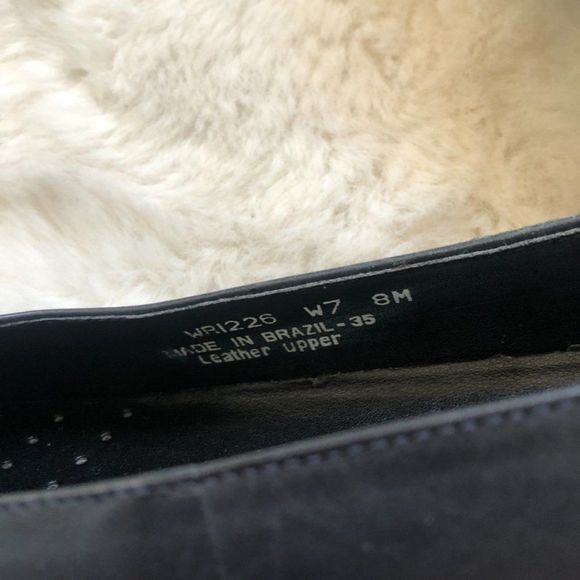 WR1226 W7 8M
MADE IN BRAZIL-35
Leather upper